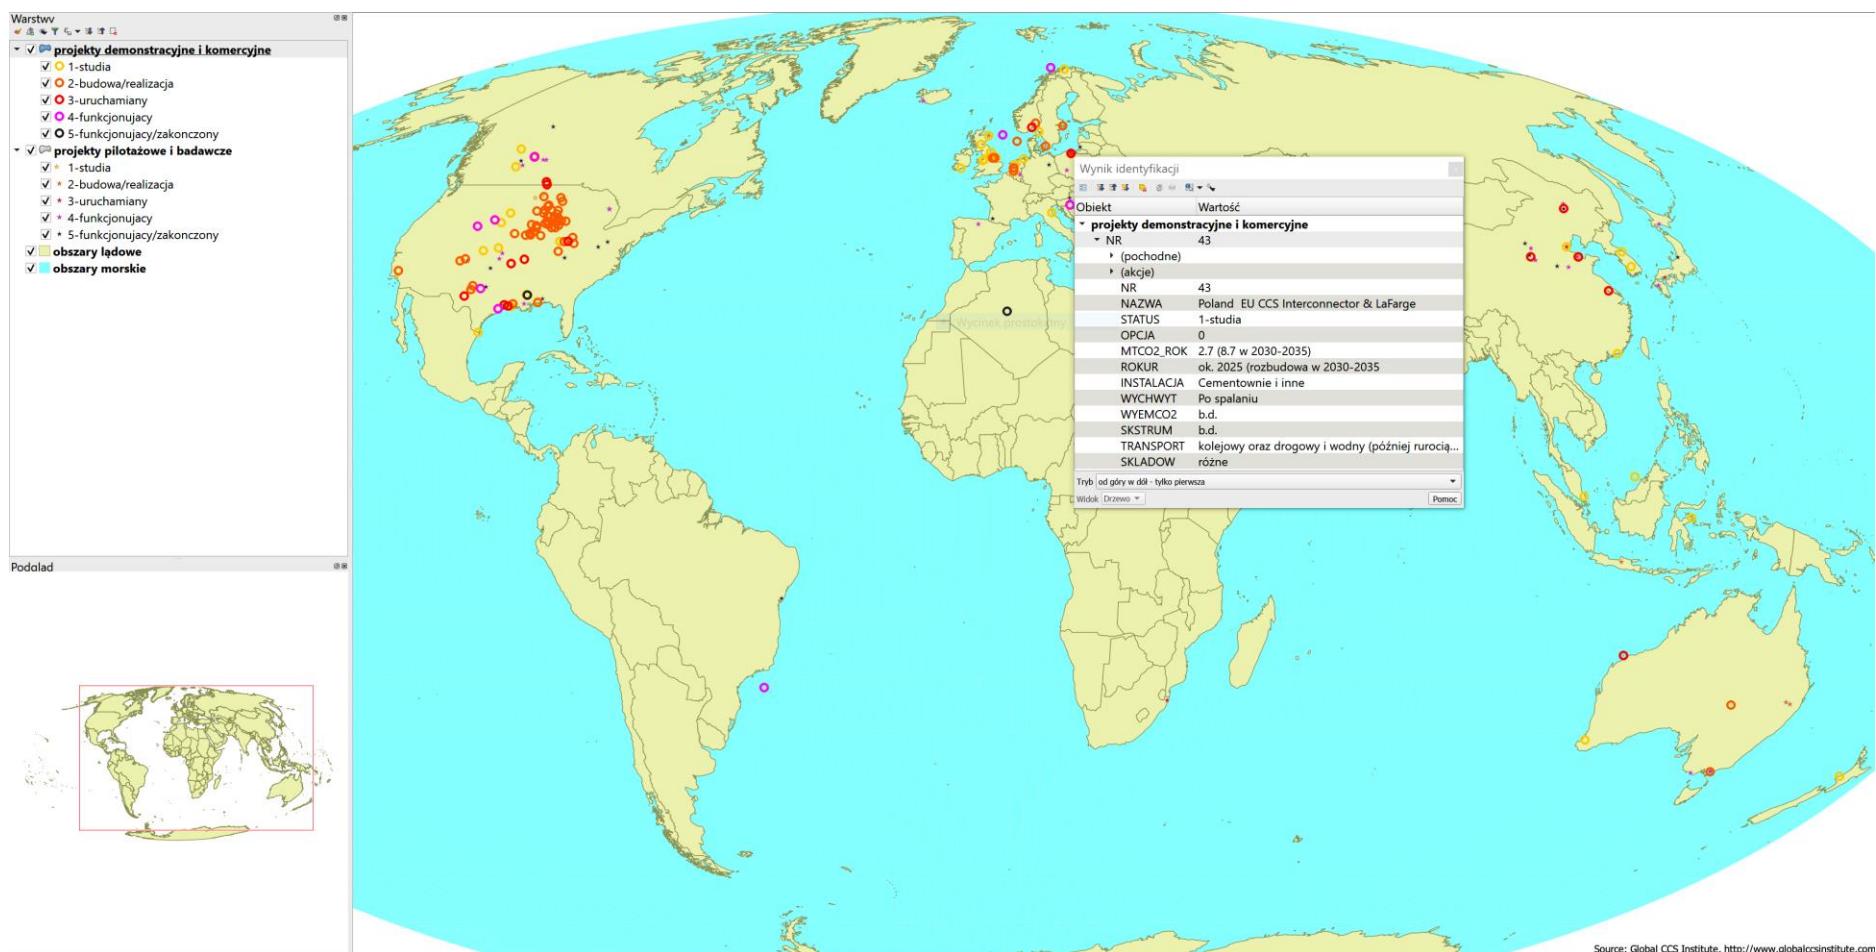 Warstwy
projekty demonstracyjne i komercyjne
1-studia
2-budowa/realizacja
3-uruchamiany
4-funkcjonujacy
5-funkcjonujacy/zakonczony
projekty pilotażowe i badawcze
1-studia
2-budowa/realizacja
3-uruchamiany
4-funkcjonujacy
5-funkcjonujacy/zakonczony
obszary lądowe
obszary morskie
Podgląd
Wycinek prostokątny
Wynik identyfikacji
Obiekt Wartość
projekty demonstracyjne i komercyjne
NR 43
(pochodne)
(akcje)
NR 43
NAZWA Poland EU CCS Interconnector & LaFarge
STATUS 1-studia
OPCJA 0
MTCO2_ROK 2.7 (8.7 w 2030-2035)
ROKUR ok. 2025 (rozbudowa w 2030-2035
INSTALACJA Cementownie i inne
WYCHWYT Po spalaniu
WYEMCO2 b.d.
SKSTRUM b.d.
TRANSPORT kolejowy oraz drogowy i wodny (później rurocią...
SKLADOW różne
Tryb od góry w dół - tylko pierwsza
Widok Drzewo Pomoc
Source: Global CCS Institute, http://www.globalccsinstitute.com